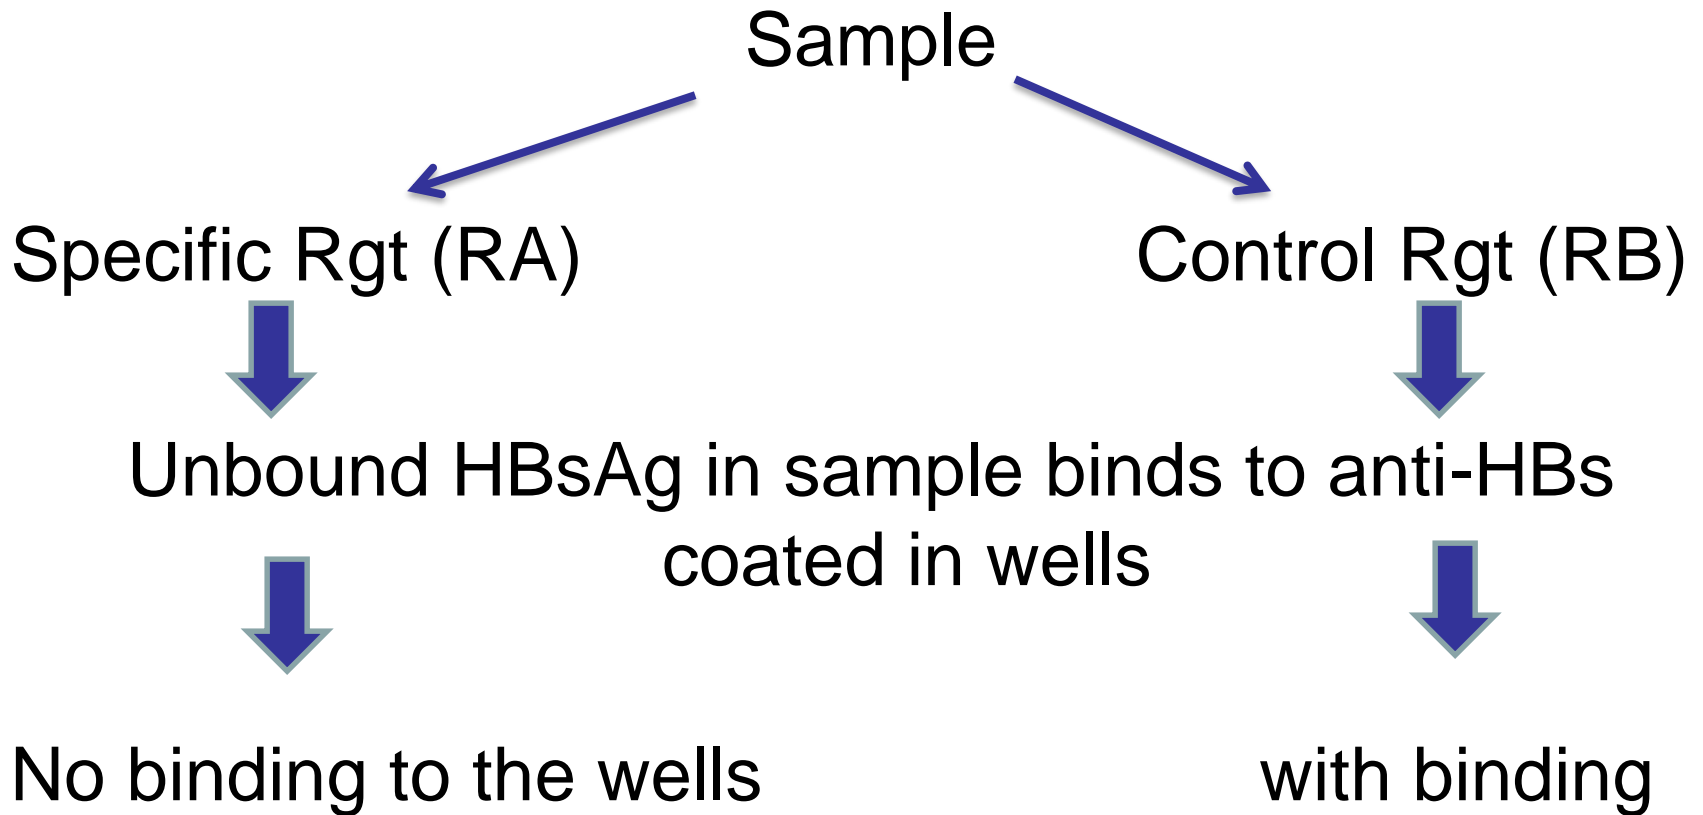 Sample
Specific Rgt (RA)
Control Rgt (RB)
Unbound HBsAg in sample binds to anti-HBs
coated in wells
No binding to the wells
with binding